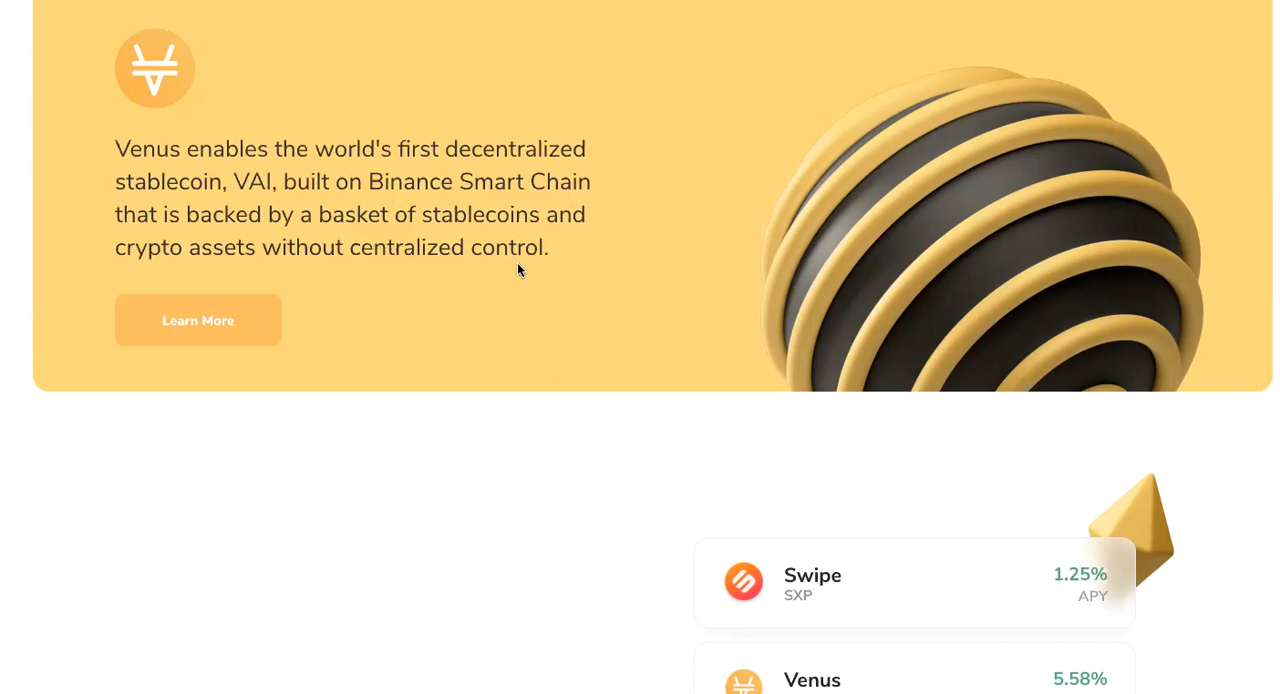 Venus enables the world's first decentralized
stablecoin, VAI, built on Binance Smart Chain
that is backed by a basket of stablecoins and
crypto assets without centralized control.
Learn More
Swipe
1.25%
SXP
APY
Venus
5.58%